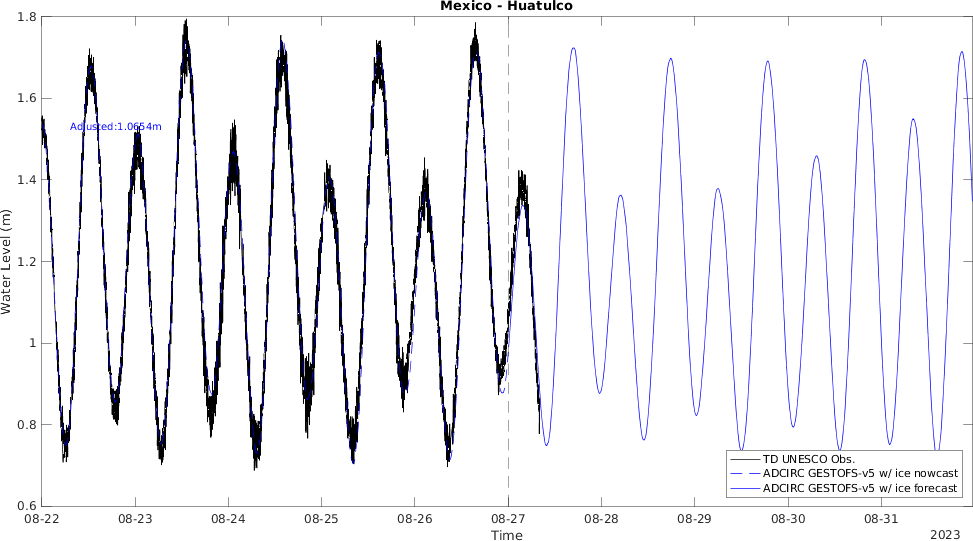 Mexico - Huatulco
Water Level (m)
1.8
1.6
1.4
1.2
1
0.8
0.6
Adjusted:1.0654m
TD UNESCO Obs.
ADCIRC GESTOFS-v5 w/ ice nowcast
ADCIRC GESTOFS-v5 w/ ice forecast
08-22 08-23 08-24 08-25 08-26 08-27 08-28 08-29 08-30 08-31
Time
2023